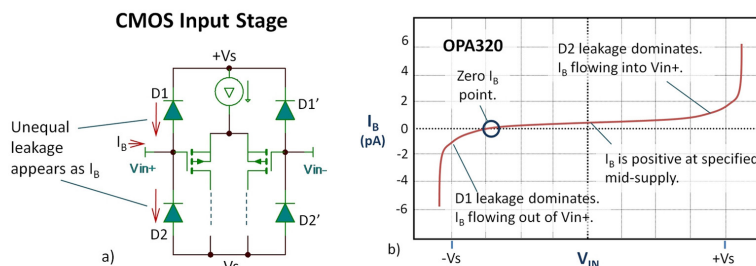 CMOS Input Stage
+Vs
D1
D1'
Unequal
leakage
appears as IB
IB
Vin+
Vin-
D2
D2'
a)
-Vs
OPA320
6
4
2
0
-2
-4
-6
IB
(pA)
Zero IB
point.
D2 leakage dominates.
IB flowing into Vin+.
IB is positive at specified
mid-supply.
D1 leakage dominates.
IB flowing out of Vin+.
b)
-Vs
VIN
+Vs